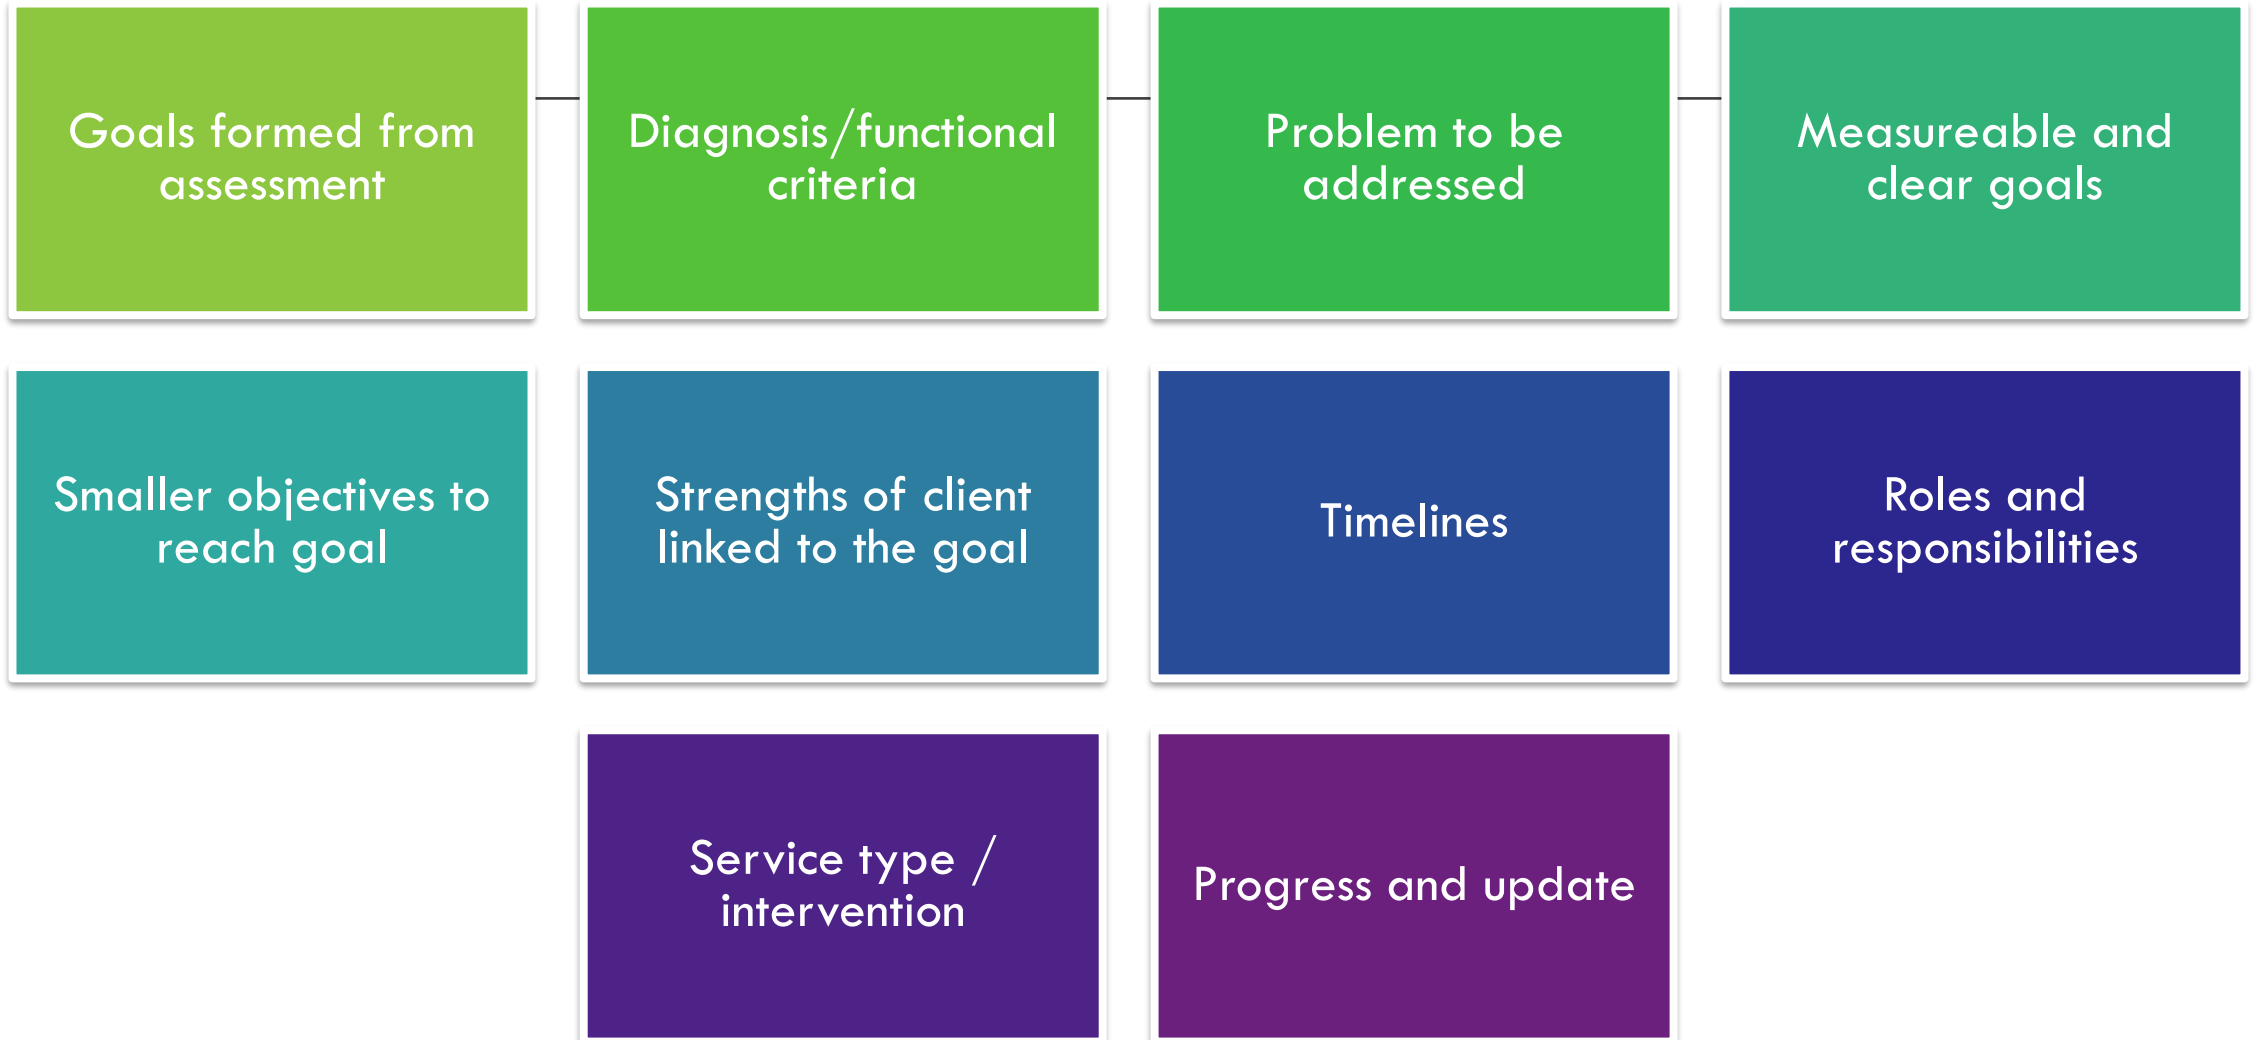 Goals formed from
assessment
Diagnosis/functional
criteria
Problem to be
addressed
Measureable and
clear goals
Smaller objectives to
reach goal
Strengths of client
linked to the goal
Timelines
Roles and
responsibilities
Service type /
intervention
Progress and update